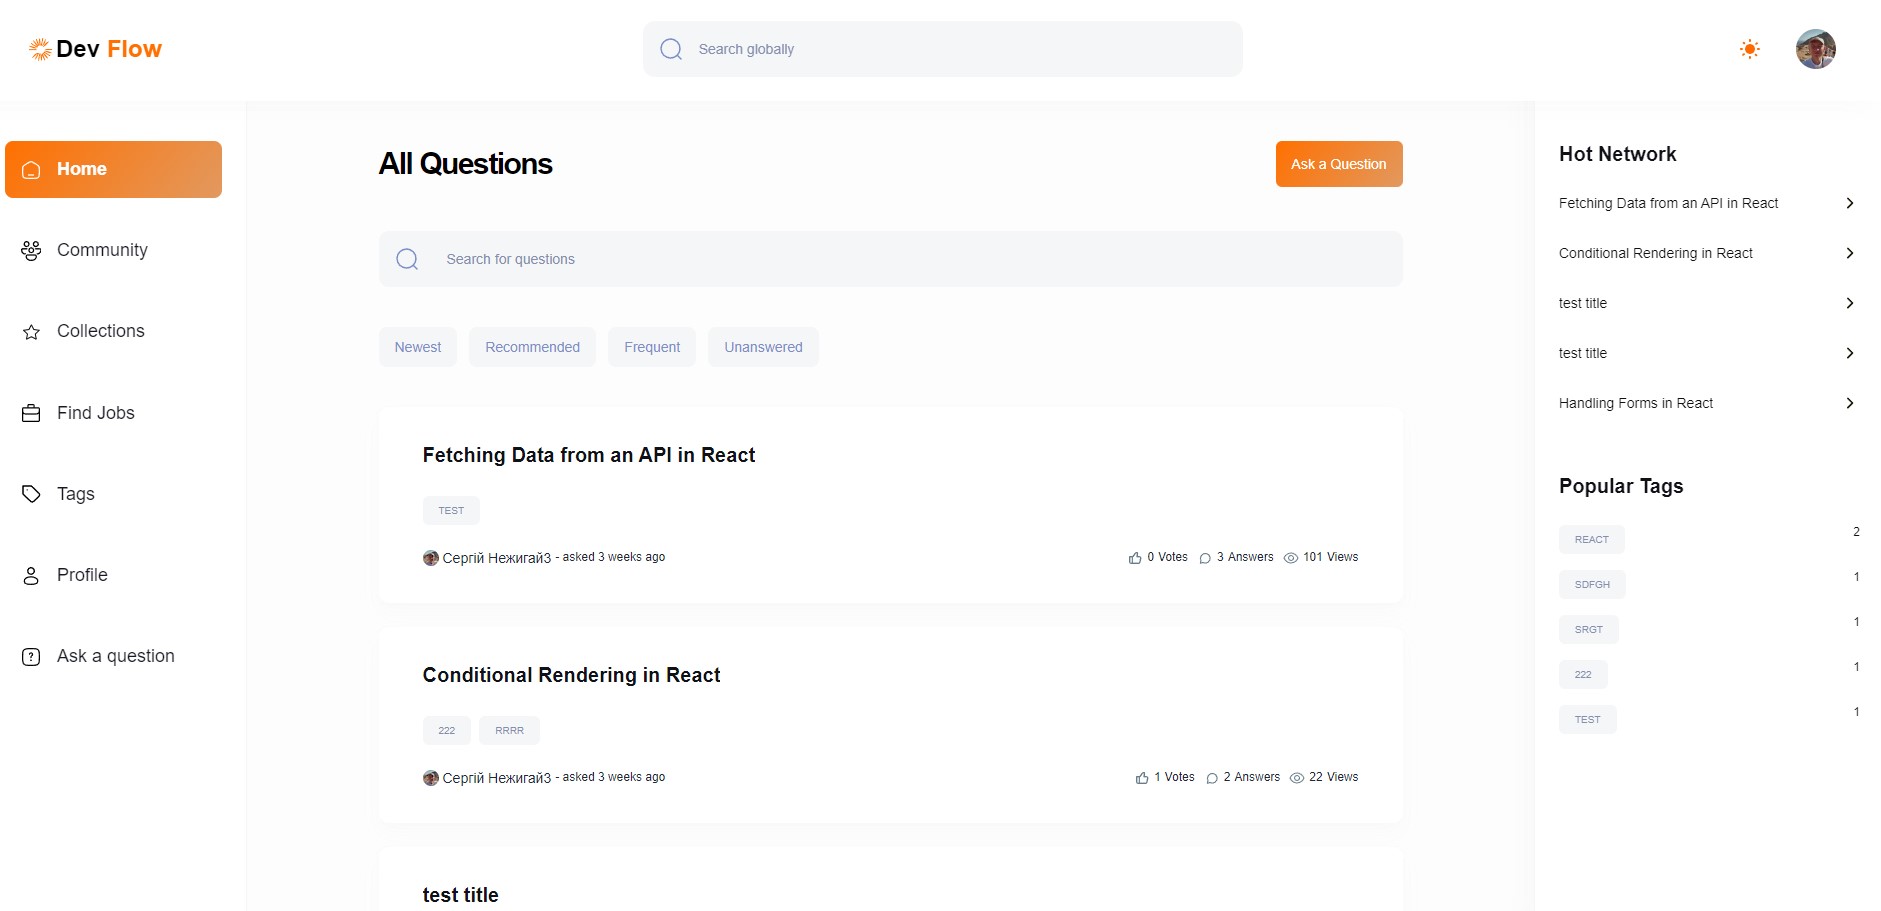 Dev Flow
Search globally
Home
Community
Collections
Find Jobs
Tags
Profile
Ask a question
All Questions
Ask a Question
Search for questions
Newest
Recommended
Frequent
Unanswered
Fetching Data from an API in React
TEST
Сергій Нежигай3 - asked 3 weeks ago
0 Votes 3 Answers 101 Views
Conditional Rendering in React
222 RRRR
Сергій Нежигай3 - asked 3 weeks ago
1 Votes 2 Answers 22 Views
test title
Hot Network
Fetching Data from an API in React
Conditional Rendering in React
test title
test title
Handling Forms in React
Popular Tags
REACT 2
SDFGH 1
SRGT 1
222 1
TEST 1